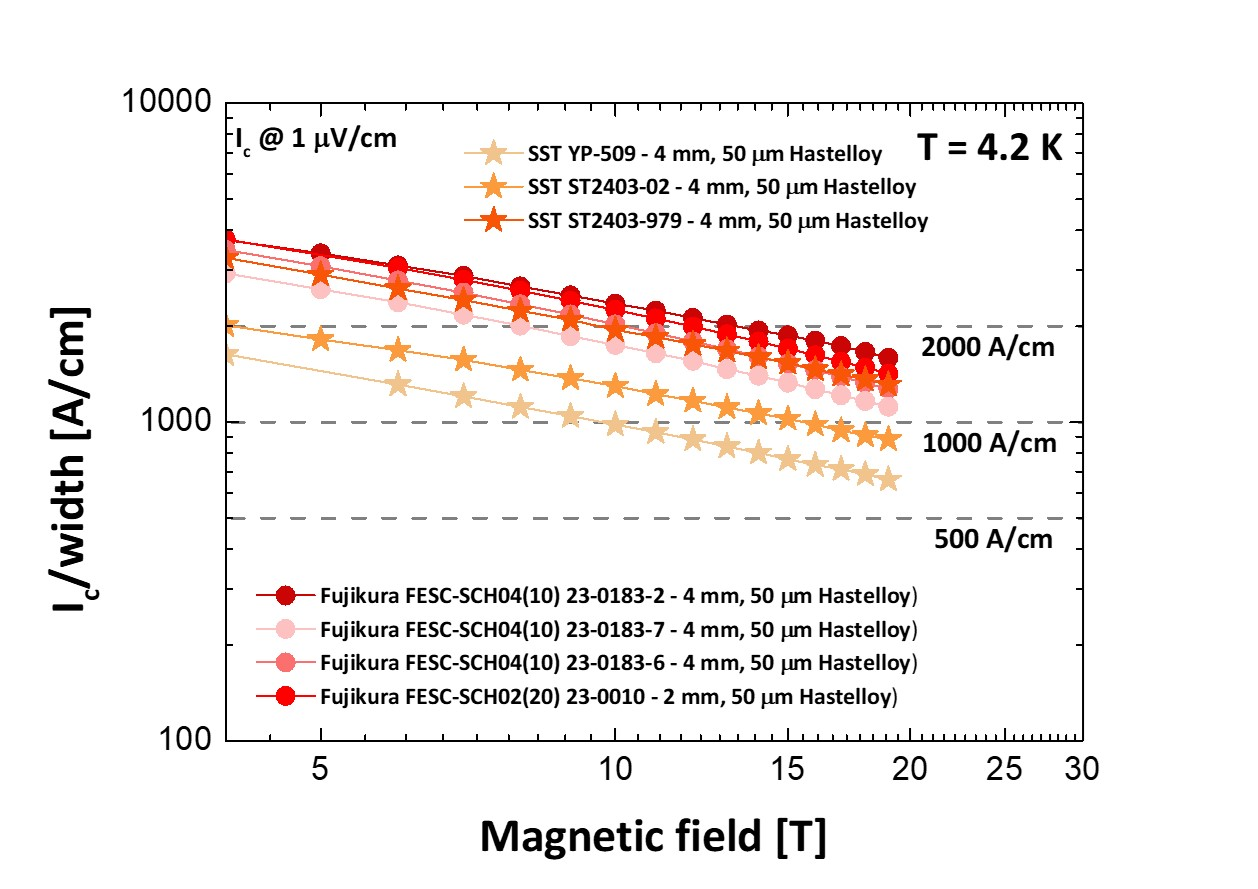 10000
I_c @ 1 μV/cm
T = 4.2 K
SST YP-509 - 4 mm, 50 μm Hastelloy
SST ST2403-02 - 4 mm, 50 μm Hastelloy
SST ST2403-979 - 4 mm, 50 μm Hastelloy
I_c/width [A/cm]
2000 A/cm
1000
1000 A/cm
500 A/cm
Fujikura FESC-SCH04(10) 23-0183-2 - 4 mm, 50 μm Hastelloy)
Fujikura FESC-SCH04(10) 23-0183-7 - 4 mm, 50 μm Hastelloy)
Fujikura FESC-SCH04(10) 23-0183-6 - 4 mm, 50 μm Hastelloy)
Fujikura FESC-SCH02(20) 23-0010 - 2 mm, 50 μm Hastelloy)
100
5 10 15 20 25 30
Magnetic field [T]